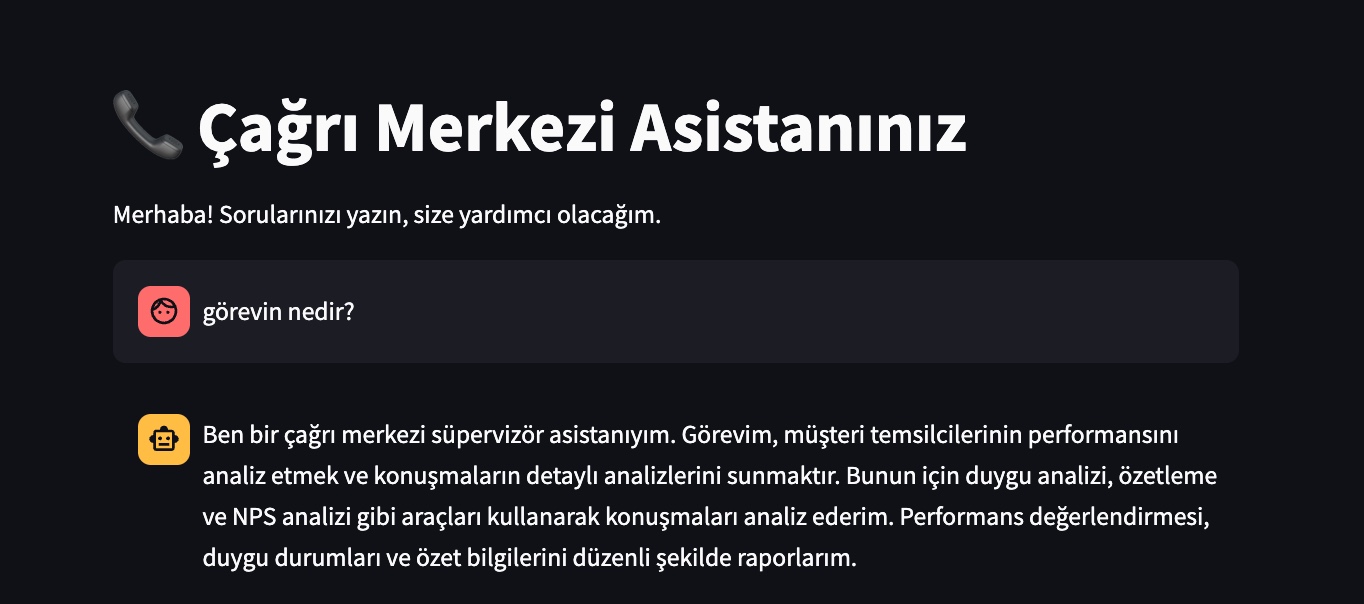 Çağrı Merkezi Asistanınız
Merhaba! Sorularınızı yazın, size yardımcı olacağım.
görevin nedir?
Ben bir çağrı merkezi süpervizör asistanıyım. Görevim, müşteri temsilcilerinin performansını
analiz etmek ve konuşmaların detaylı analizlerini sunmaktır. Bunun için duygu analizi, özetleme
ve NPS analizi gibi araçları kullanarak konuşmaları analiz ederim. Performans değerlendirmesi,
duygu durumları ve özet bilgilerini düzenli şekilde raporlarım.